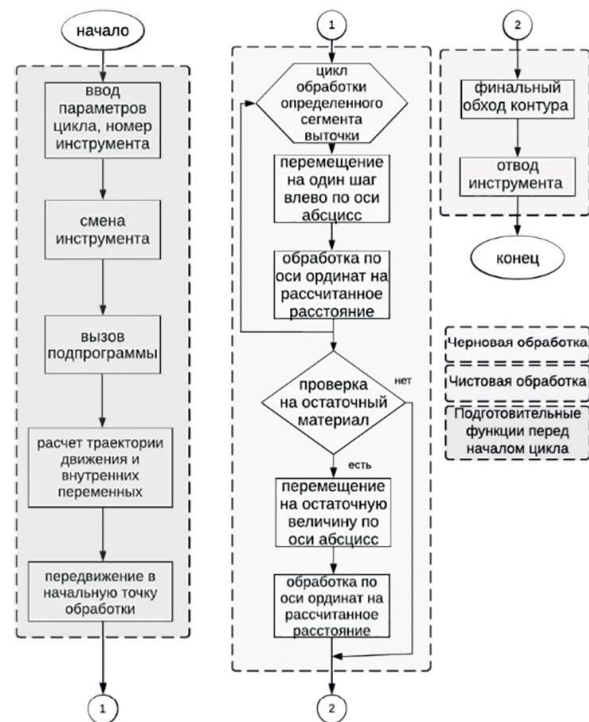 начало
ввод
параметров
цикла, номер
инструмента
смена
инструмента
вызов
подпрограммы
расчет траектории
движения и
внутренних
переменных
передвижение в
начальную точку
обработки
1
1
цикл
обработки
определенного
сегмента
выточки
перемещение
на один шаг
влево по оси
абсцисс
обработка по
оси ординат на
рассчитанное
расстояние
проверка
на остаточный
материал
нет
есть
перемещение
на остаточную
величину по
оси абсцисс
обработка по
оси ординат на
рассчитанное
расстояние
2
2
финальный
обход контура
отвод
инструмента
конец
Черновая обработка
Чистовая обработка
Подготовительные
функции перед
началом цикла